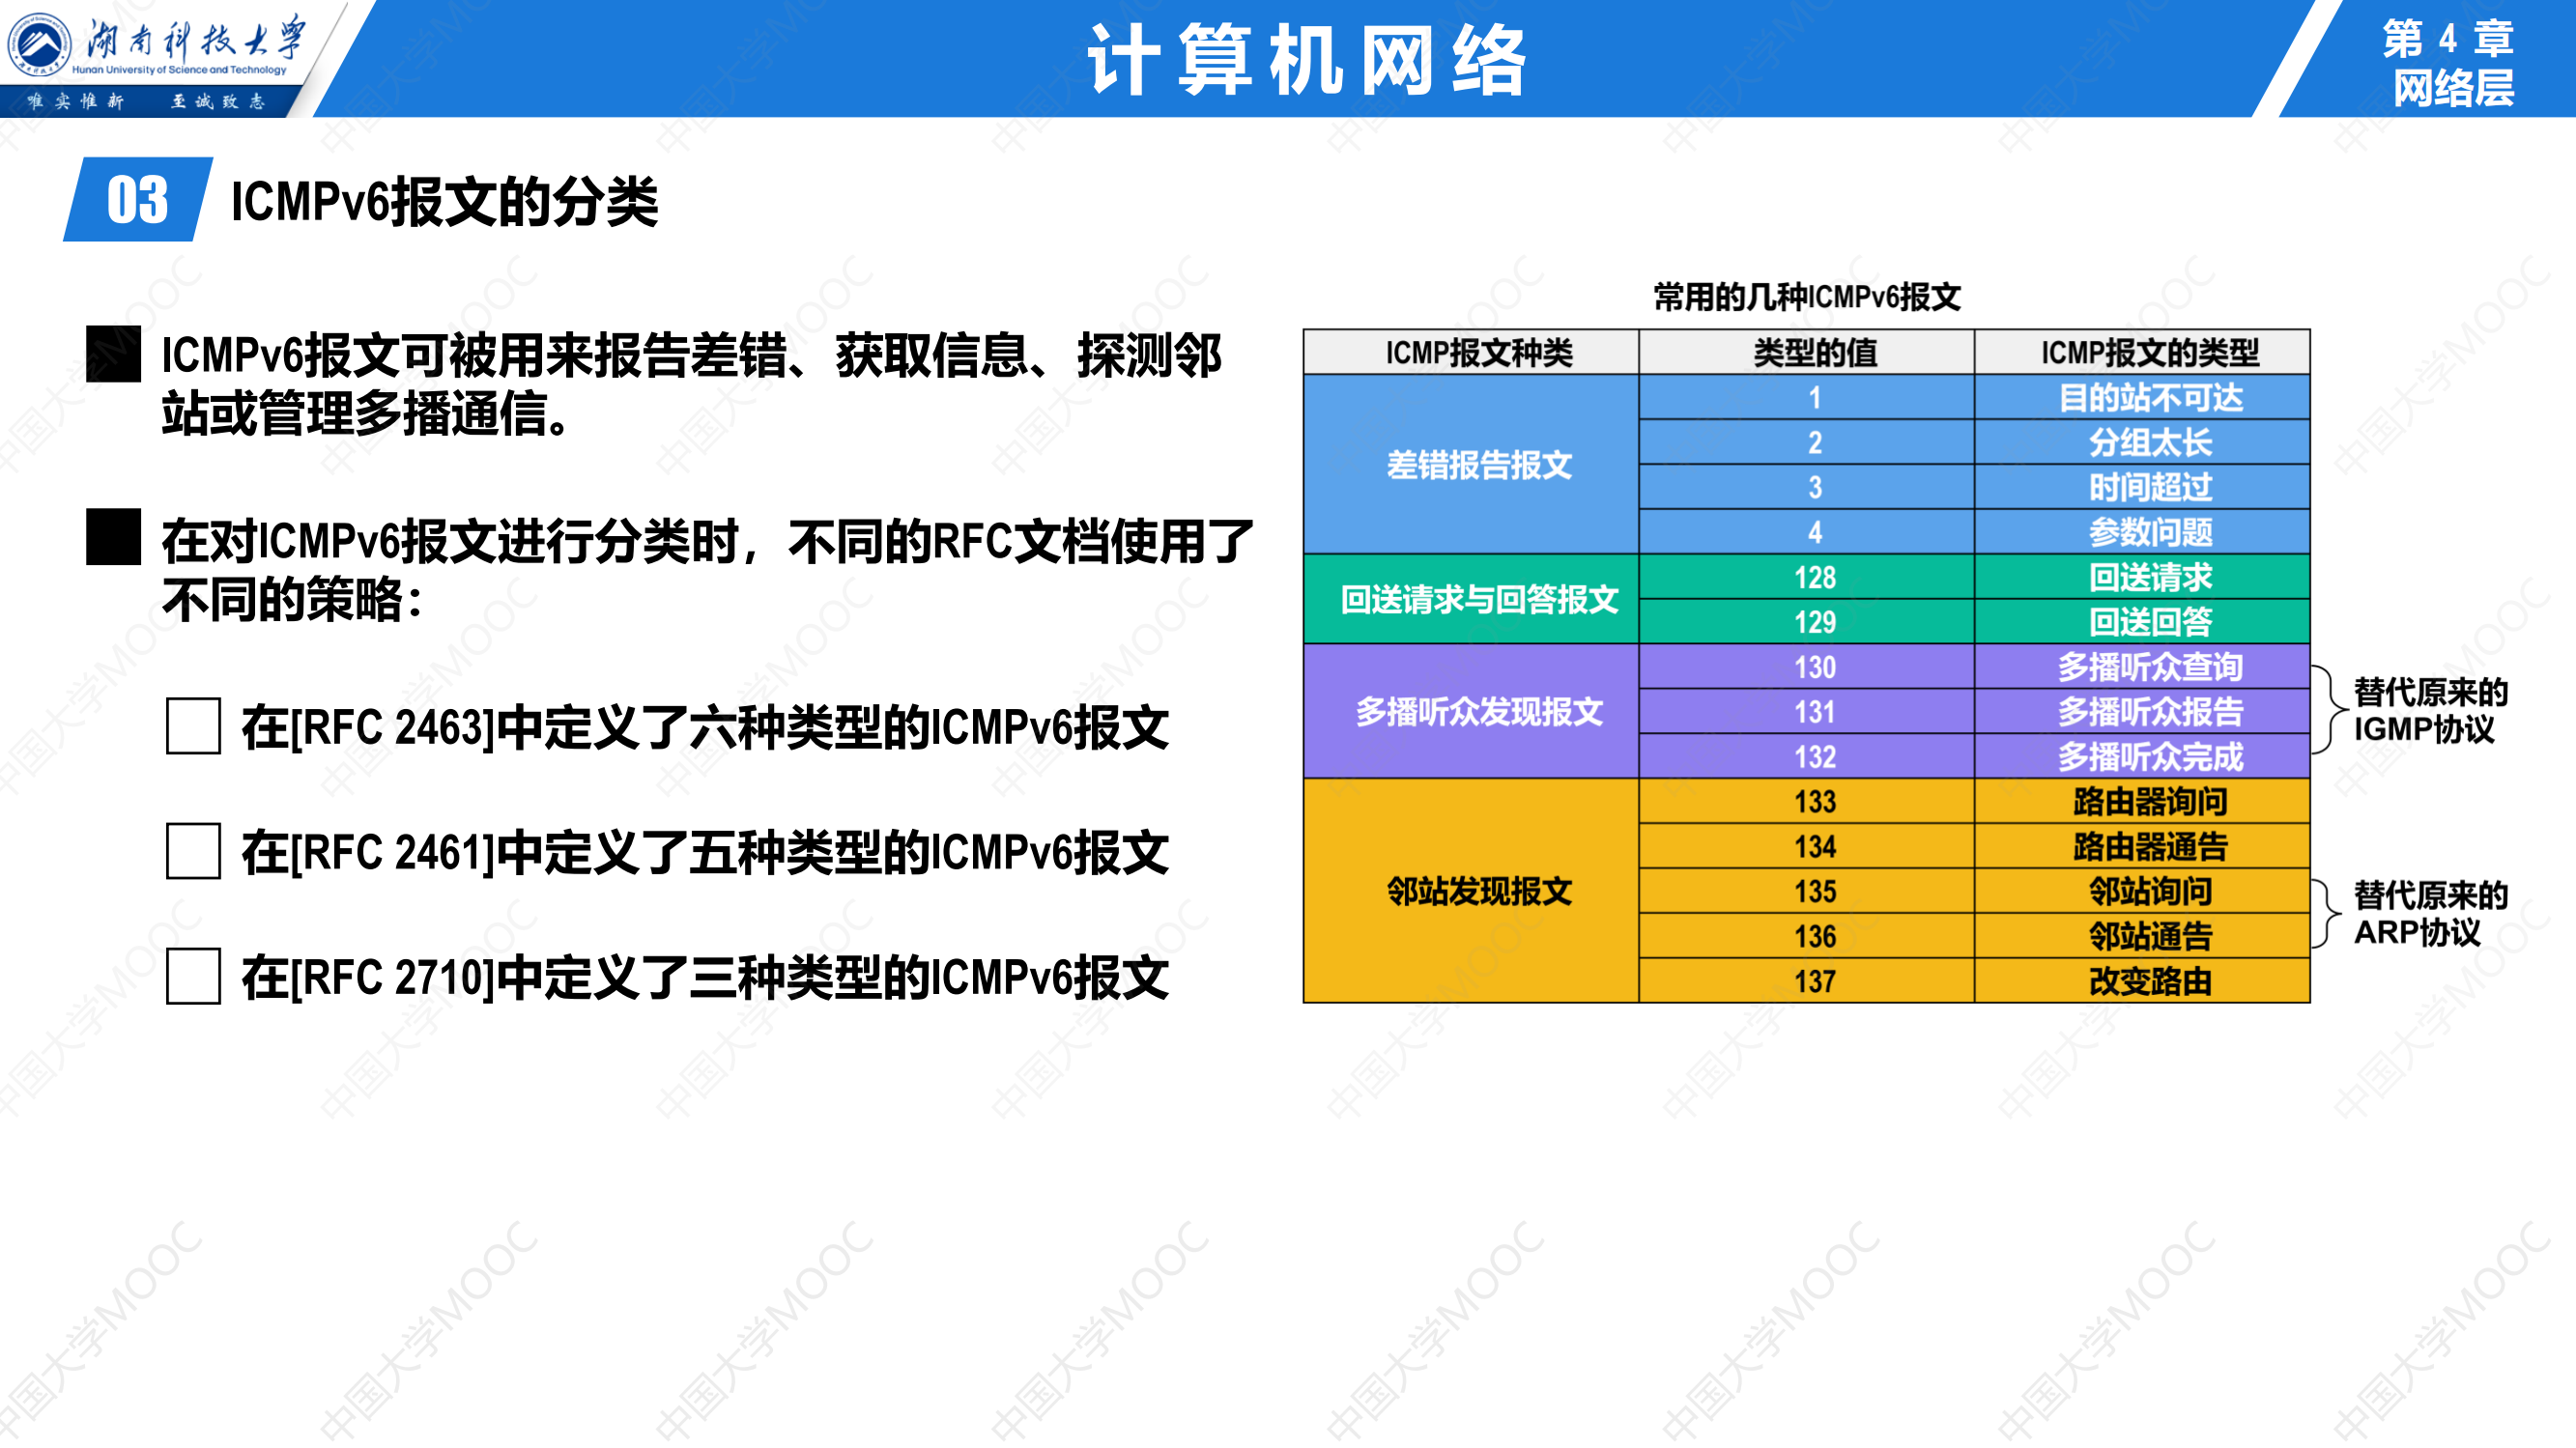 湖南科技大学
Hunan University of Science and Technology
唯实惟新 至诚致志
计算机网络
第 4 章
网络层
03 ICMPv6报文的分类
ICMPv6报文可被用来报告差错、获取信息、探测邻
站或管理多播通信。
在对ICMPv6报文进行分类时，不同的RFC文档使用了
不同的策略：
在[RFC 2463]中定义了六种类型的ICMPv6报文
在[RFC 2461]中定义了五种类型的ICMPv6报文
在[RFC 2710]中定义了三种类型的ICMPv6报文
常用的几种ICMPv6报文
ICMP报文种类 类型的值 ICMP报文的类型
差错报告报文
1 目的站不可达
2 分组太长
3 时间超过
4 参数问题
回送请求与回答报文
128 回送请求
129 回送回答
多播听众发现报文
130 多播听众查询
131 多播听众报告
132 多播听众完成
替代原来的
IGMP协议
邻站发现报文
133 路由器询问
134 路由器通告
135 邻站询问
136 邻站通告
137 改变路由
替代原来的
ARP协议
中国大学MOOC